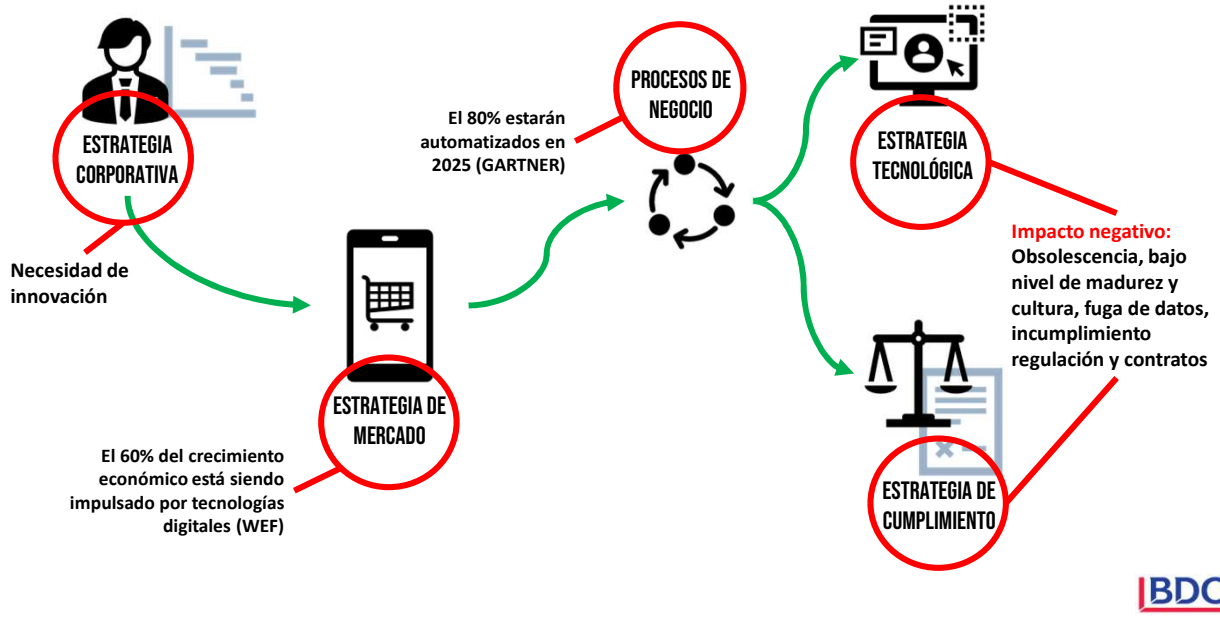 ESTRATEGIA
CORPORATIVA
Necesidad de
innovación
ESTRATEGIA DE
MERCADO
El 60% del crecimiento
económico está siendo
impulsado por tecnologías
digitales (WEF)
PROCESOS DE
NEGOCIO
El 80% estarán
automatizados en
2025 (GARTNER)
ESTRATEGIA
TECNOLÓGICA
Impacto negativo:
Obsolescencia, bajo
nivel de madurez y
cultura, fuga de datos,
incumplimiento
regulación y contratos
ESTRATEGIA DE
CUMPLIMIENTO
BDO